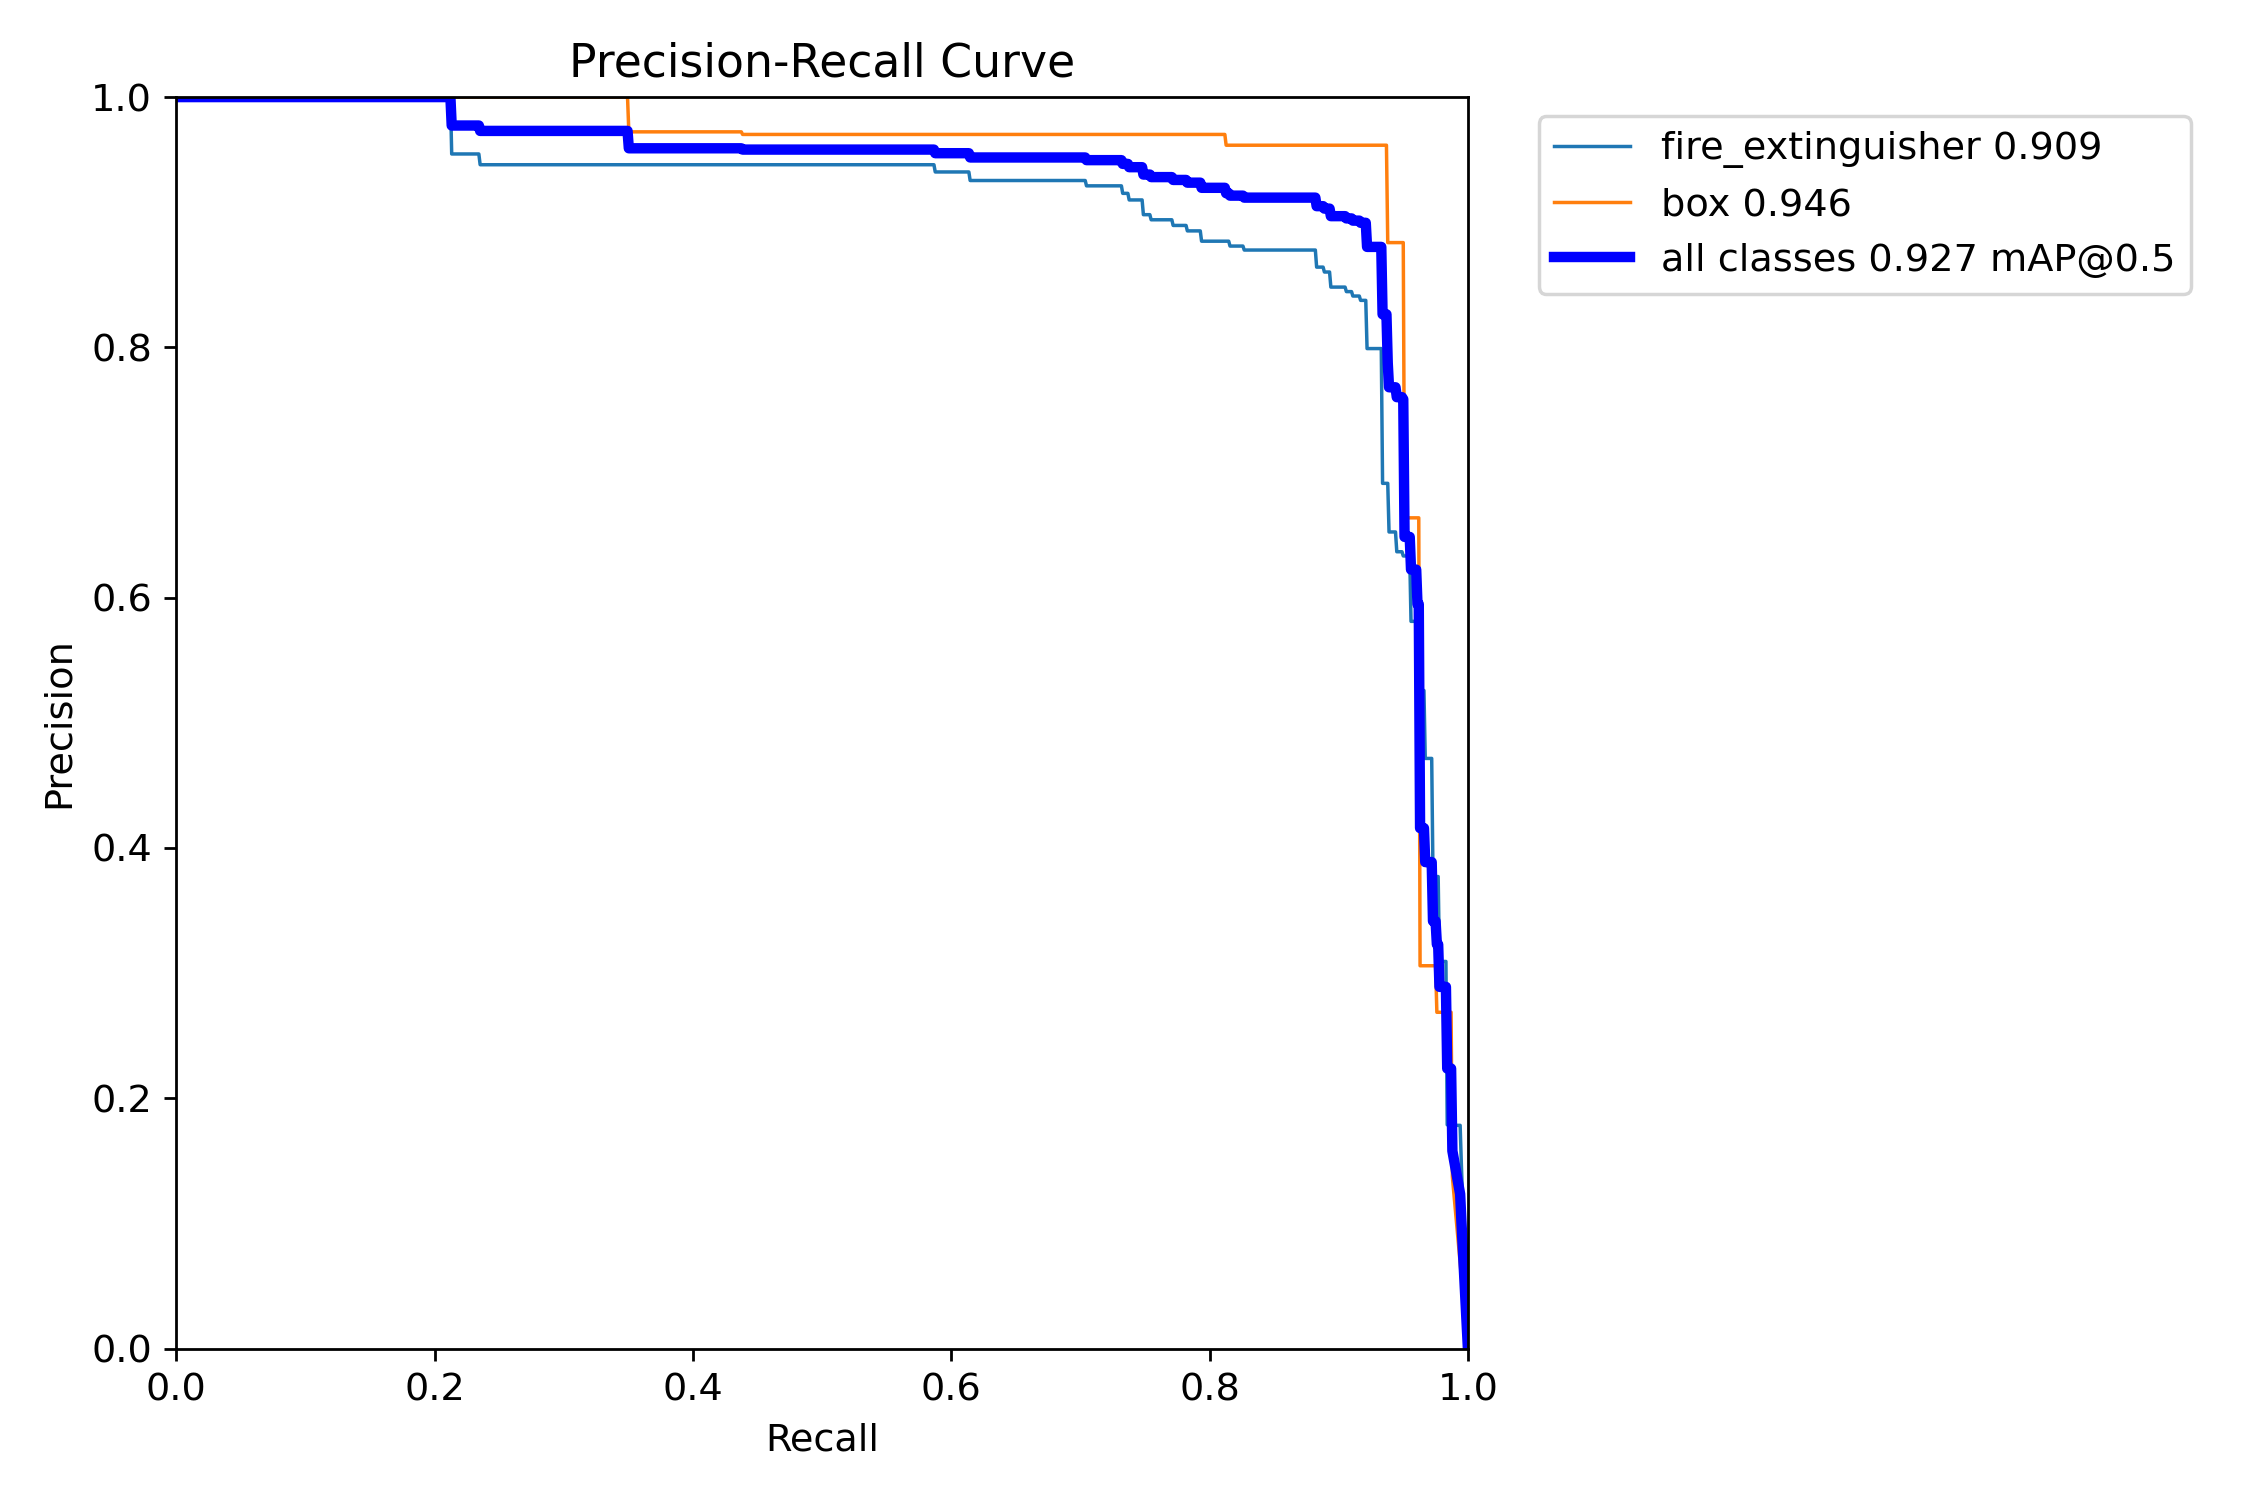 Precision-Recall Curve
fire_extinguisher 0.909
box 0.946
all classes 0.927 mAP@0.5
1.0
0.8
0.6
0.4
0.2
0.0
Precision
0.0 0.2 0.4 0.6 0.8 1.0
Recall